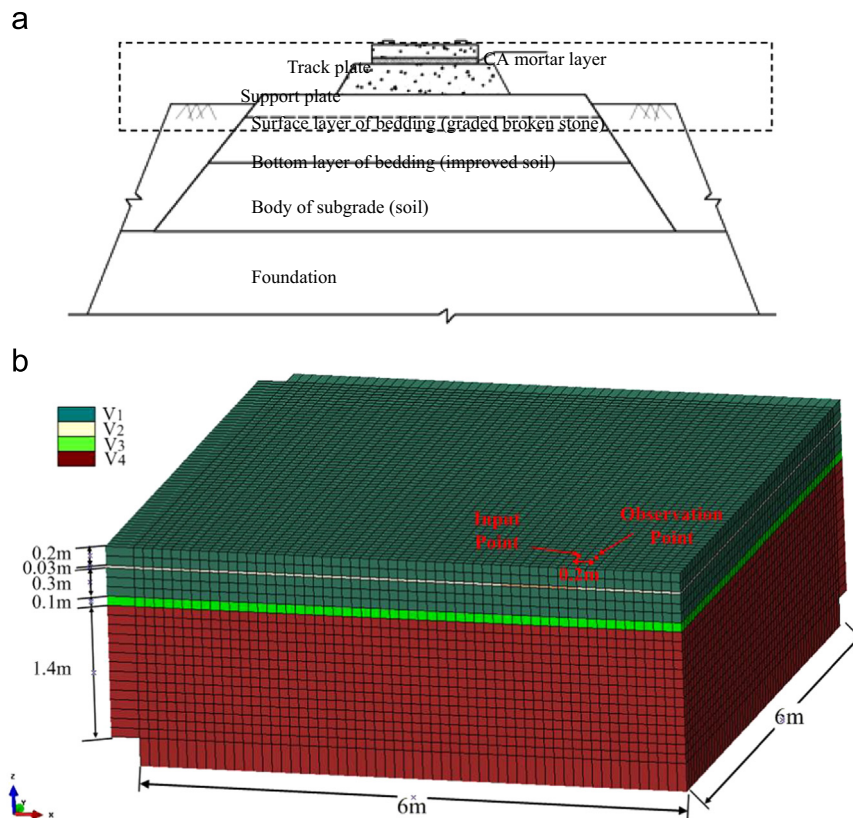 a
CA mortar layer
Track plate
Support plate
Surface layer of bedding (graded broken stone)
Bottom layer of bedding (improved soil)
Body of subgrade (soil)
Foundation
b
V1
V2
V3
V4
Input
Point
Observation
Point
0.2m
0.2m
0.03m
0.3m
0.1m
1.4m
6m
6m
z
Y
x